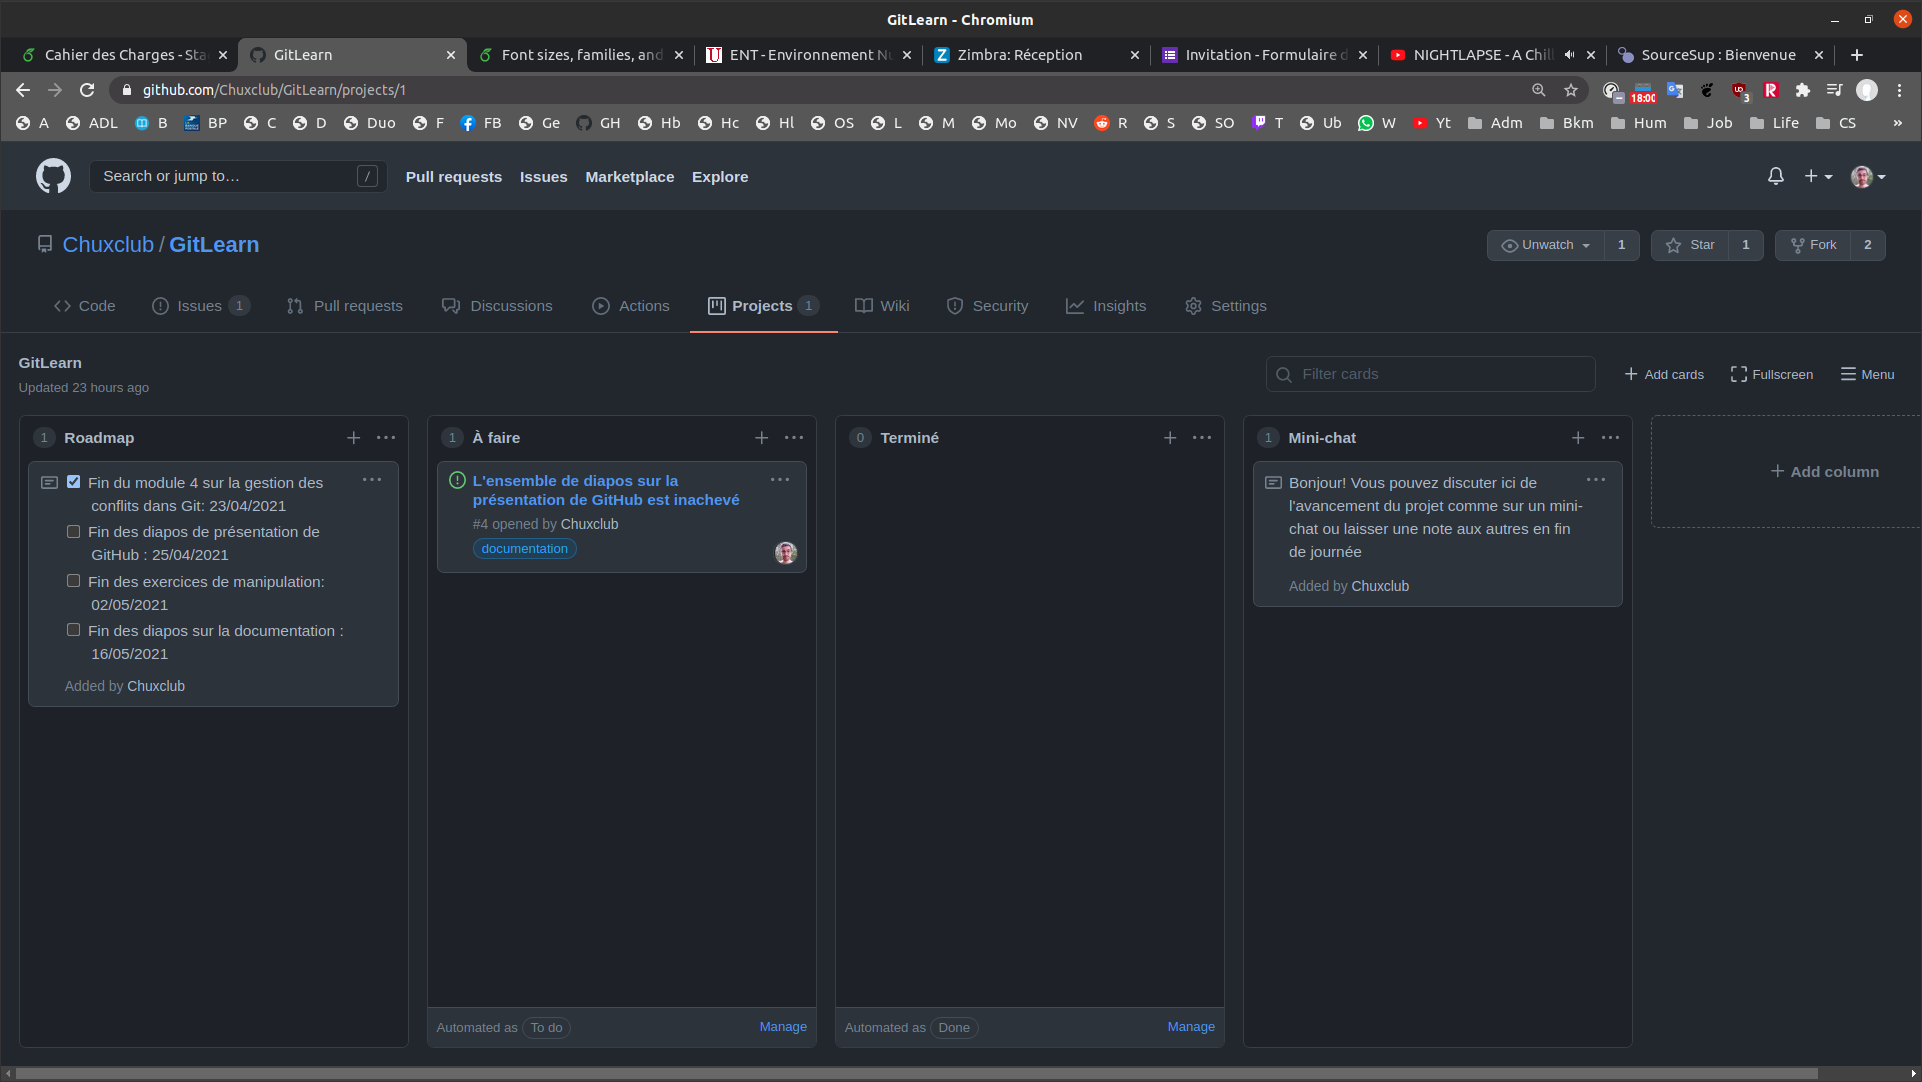 GitLearn - Chromium
Cahier des Charges - Sta
GitLearn
Font sizes, families, and
ENT - Environnement Nu
Zimbra: Réception
Invitation - Formulaire d
NIGHTLAPSE - A Chill
SourceSup : Bienvenue
github.com/Chuxclub/GitLearn/projects/1
18:00
3
A ADL B BP C D Duo F FB Ge GH Hb Hc Hl OS L M Mo NV R S SO T Ub W Yt Adm Bkm Hum Job Life CS »
Search or jump to… /
Pull requests Issues Marketplace Explore
Chuxclub / GitLearn
Unwatch 1
Star 1
Fork 2
Code
Issues 1
Pull requests
Discussions
Actions
Projects 1
Wiki
Security
Insights
Settings
GitLearn
Updated 23 hours ago
Filter cards
Add cards
Fullscreen
Menu
1 Roadmap
Fin du module 4 sur la gestion des
conflits dans Git: 23/04/2021
Fin des diapos de présentation de
GitHub : 25/04/2021
Fin des exercices de manipulation:
02/05/2021
Fin des diapos sur la documentation :
16/05/2021
Added by Chuxclub
1 À faire
L'ensemble de diapos sur la
présentation de GitHub est inachevé
#4 opened by Chuxclub
documentation
Automated as To do
Manage
0 Terminé
Automated as Done
Manage
1 Mini-chat
Bonjour! Vous pouvez discuter ici de
l'avancement du projet comme sur un mini-
chat ou laisser une note aux autres en fin
de journée
Added by Chuxclub
Add column